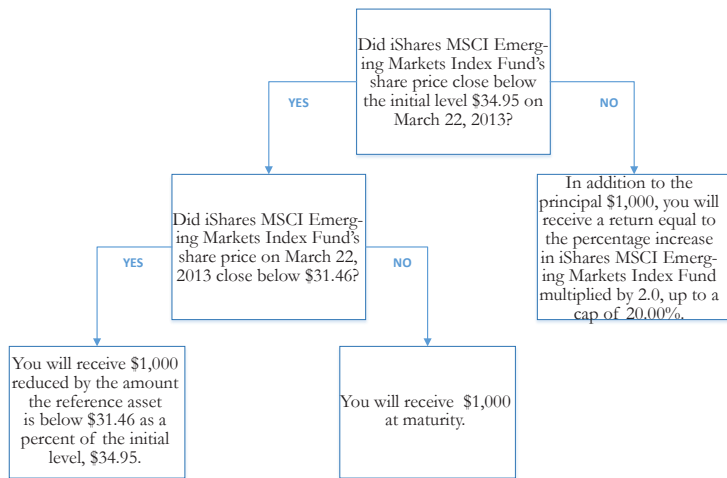 Did iShares MSCI Emerg-
ing Markets Index Fund's
share price close below
the initial level $34.95 on
March 22, 2013?
YES
NO
Did iShares MSCI Emerg-
ing Markets Index Fund's
share price on March 22,
2013 close below $31.46?
In addition to the
principal $1,000, you will
receive a return equal to
the percentage increase
in iShares MSCI Emerg-
ing Markets Index Fund
multiplied by 2.0, up to a
cap of 20.00%.
YES
NO
You will receive $1,000
reduced by the amount
the reference asset
is below $31.46 as a
percent of the initial
level, $34.95.
You will receive $1,000
at maturity.